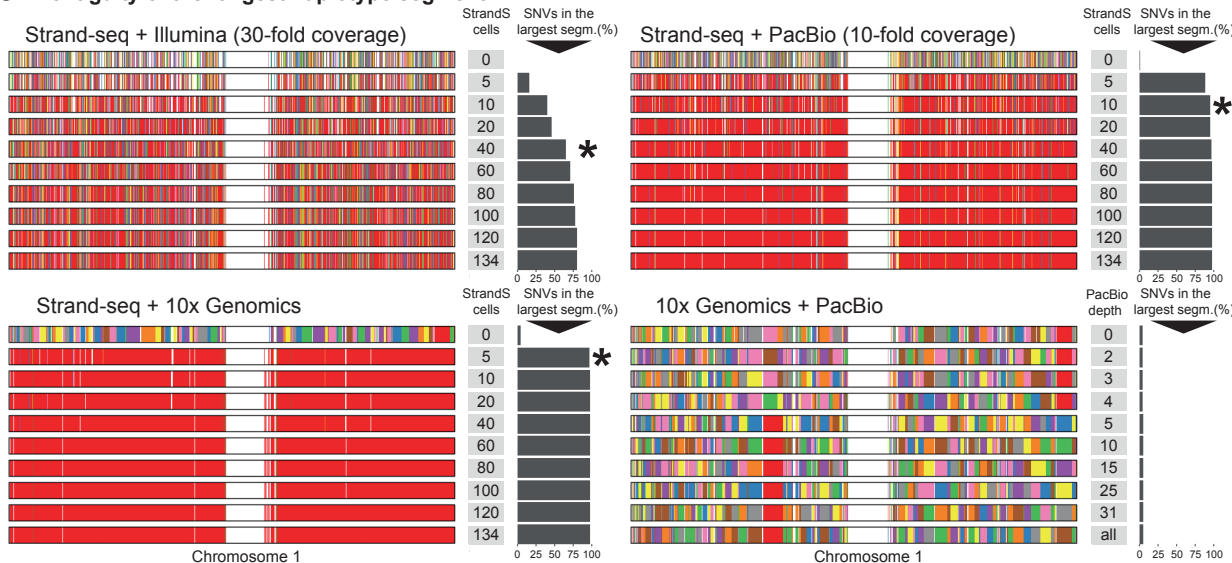 StrandS SNVs in the
cells largest segm.(%)
Strand-seq + Illumina (30-fold coverage)
0
5
10
20
40 *
60
80
100
120
134
0 25 50 75 100
StrandS SNVs in the
cells largest segm.(%)
Strand-seq + PacBio (10-fold coverage)
0
5
10 *
20
40
60
80
100
120
134
0 25 50 75 100
StrandS SNVs in the
cells largest segm.(%)
Strand-seq + 10x Genomics
0
5 *
10
20
40
60
80
100
120
134
0 25 50 75 100
Chromosome 1
PacBio SNVs in the
depth largest segm.(%)
10x Genomics + PacBio
0
2
3
4
5
10
15
25
31
all
0 25 50 75 100
Chromosome 1